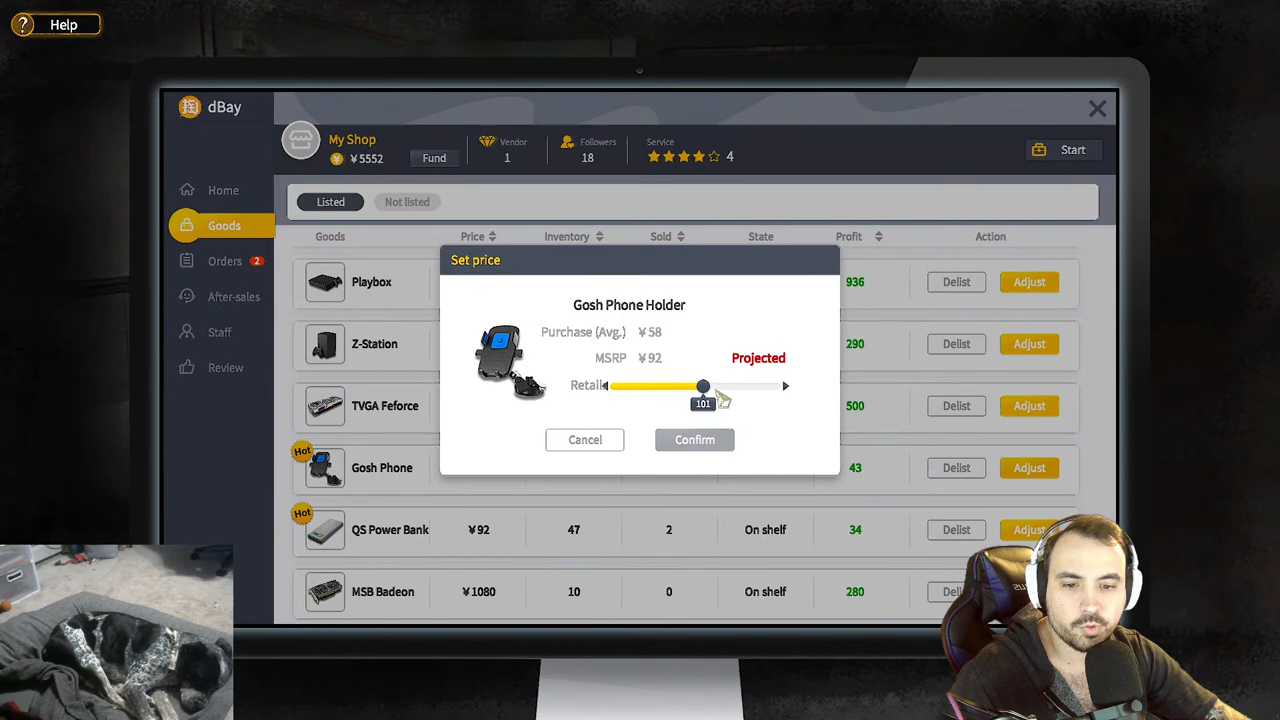 ? Help
掏 dBay
My Shop
¥ ¥5552
Fund
Vendor
1
Followers
18
Service
4
Start
Home
Goods
Orders 2
After-sales
Staff
Review
Listed
Not listed
Goods Price Inventory Sold State Profit Action
Playbox 936 Delist Adjust
Z-Station 290 Delist Adjust
TVGA Feforce 500 Delist Adjust
Hot
Gosh Phone 43 Delist Adjust
Hot
QS Power Bank ¥92 47 2 On shelf 34 Delist Adjust
MSB Badeon ¥1080 10 0 On shelf 280
Set price
Gosh Phone Holder
Purchase (Avg.) ¥58
MSRP ¥92 Projected
Retail
101
Cancel Confirm